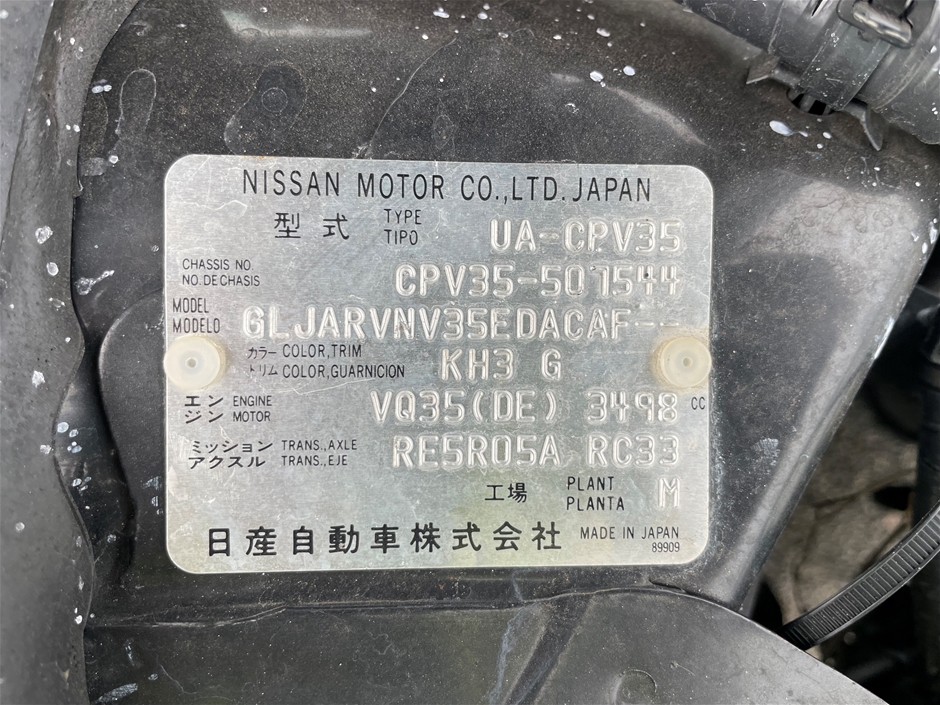 NISSAN MOTOR CO.,LTD. JAPAN
型式 TYPE TIPO UA-CPV35
CHASSIS NO. NO. DE CHASIS CPV35-507544
MODEL MODELO GLJARVNV35EDACAF--
カラー COLOR,TRIM
トリム COLOR,GUARNICION KH3 G
エンジン ENGINE MOTOR VQ35(DE) 3498 CC
ミッション TRANS.,AXLE
アクスル TRANS.,EJE RE5R05A RC33
工場 PLANT PLANTA M
日産自動車株式会社 MADE IN JAPAN
89909